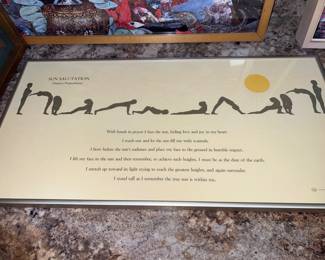 SUN SALUTATION
With hands in prayer I face the sun, feeling love and joy in my heart.
I reach out and let the sun fill me with warmth.
I bow before the sun's radiance and place my face to the ground in humble respect.
I lift my face to the sun and then remember, to achieve such heights, I must be as the dust of the earth.
I stretch up toward its light trying to reach the greatest heights, and again surrender.
I stand tall as I remember the true sun is within me.